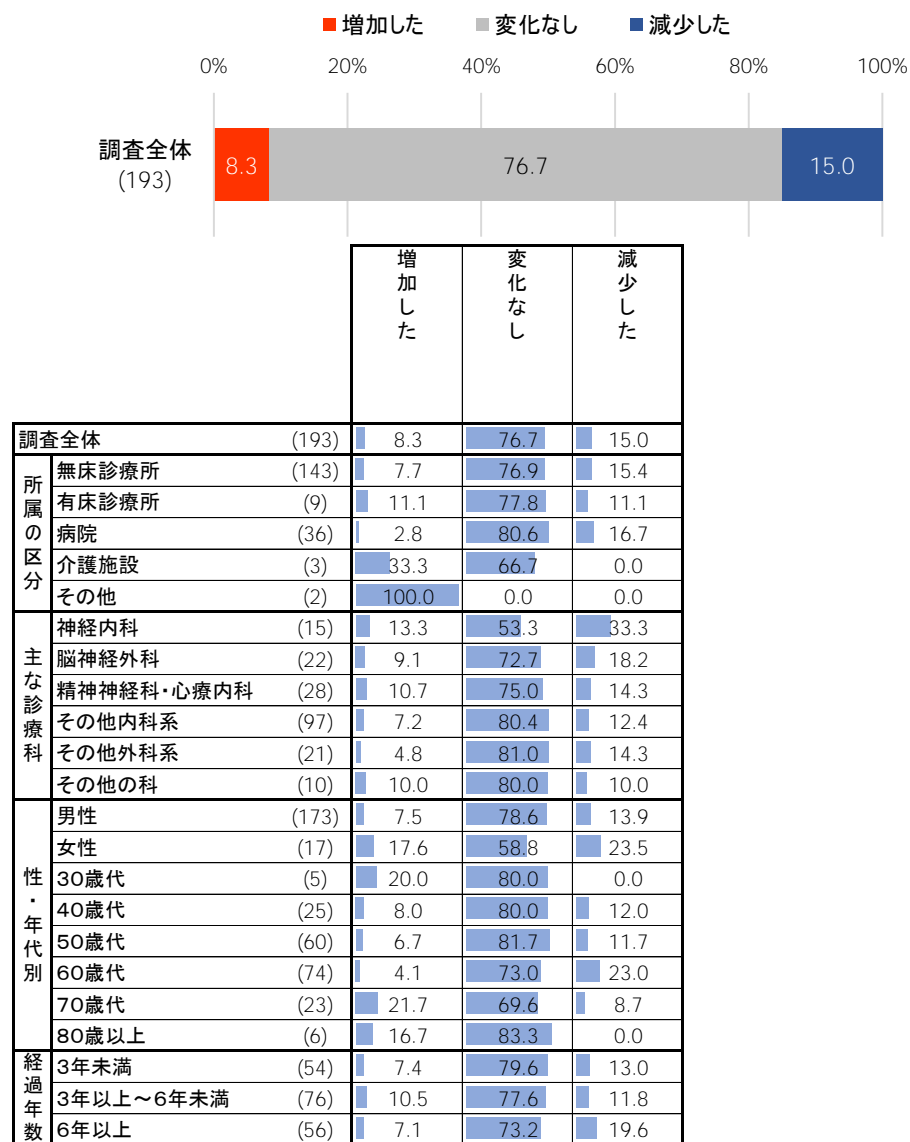 増加した 変化なし 減少した
0% 20% 40% 60% 80% 100%
調査全体
(193)
8.3 76.7 15.0
増加した 変化なし 減少した
調査全体 (193) 8.3 76.7 15.0
所属の区分
無床診療所 (143) 7.7 76.9 15.4
有床診療所 (9) 11.1 77.8 11.1
病院 (36) 2.8 80.6 16.7
介護施設 (3) 33.3 66.7 0.0
その他 (2) 100.0 0.0 0.0
主な診療科
神経内科 (15) 13.3 53.3 33.3
脳神経外科 (22) 9.1 72.7 18.2
精神神経科・心療内科 (28) 10.7 75.0 14.3
その他内科系 (97) 7.2 80.4 12.4
その他外科系 (21) 4.8 81.0 14.3
その他の科 (10) 10.0 80.0 10.0
性・年代別
男性 (173) 7.5 78.6 13.9
女性 (17) 17.6 58.8 23.5
30歳代 (5) 20.0 80.0 0.0
40歳代 (25) 8.0 80.0 12.0
50歳代 (60) 6.7 81.7 11.7
60歳代 (74) 4.1 73.0 23.0
70歳代 (23) 21.7 69.6 8.7
80歳以上 (6) 16.7 83.3 0.0
経過年数
3年未満 (54) 7.4 79.6 13.0
3年以上～6年未満 (76) 10.5 77.6 11.8
6年以上 (56) 7.1 73.2 19.6